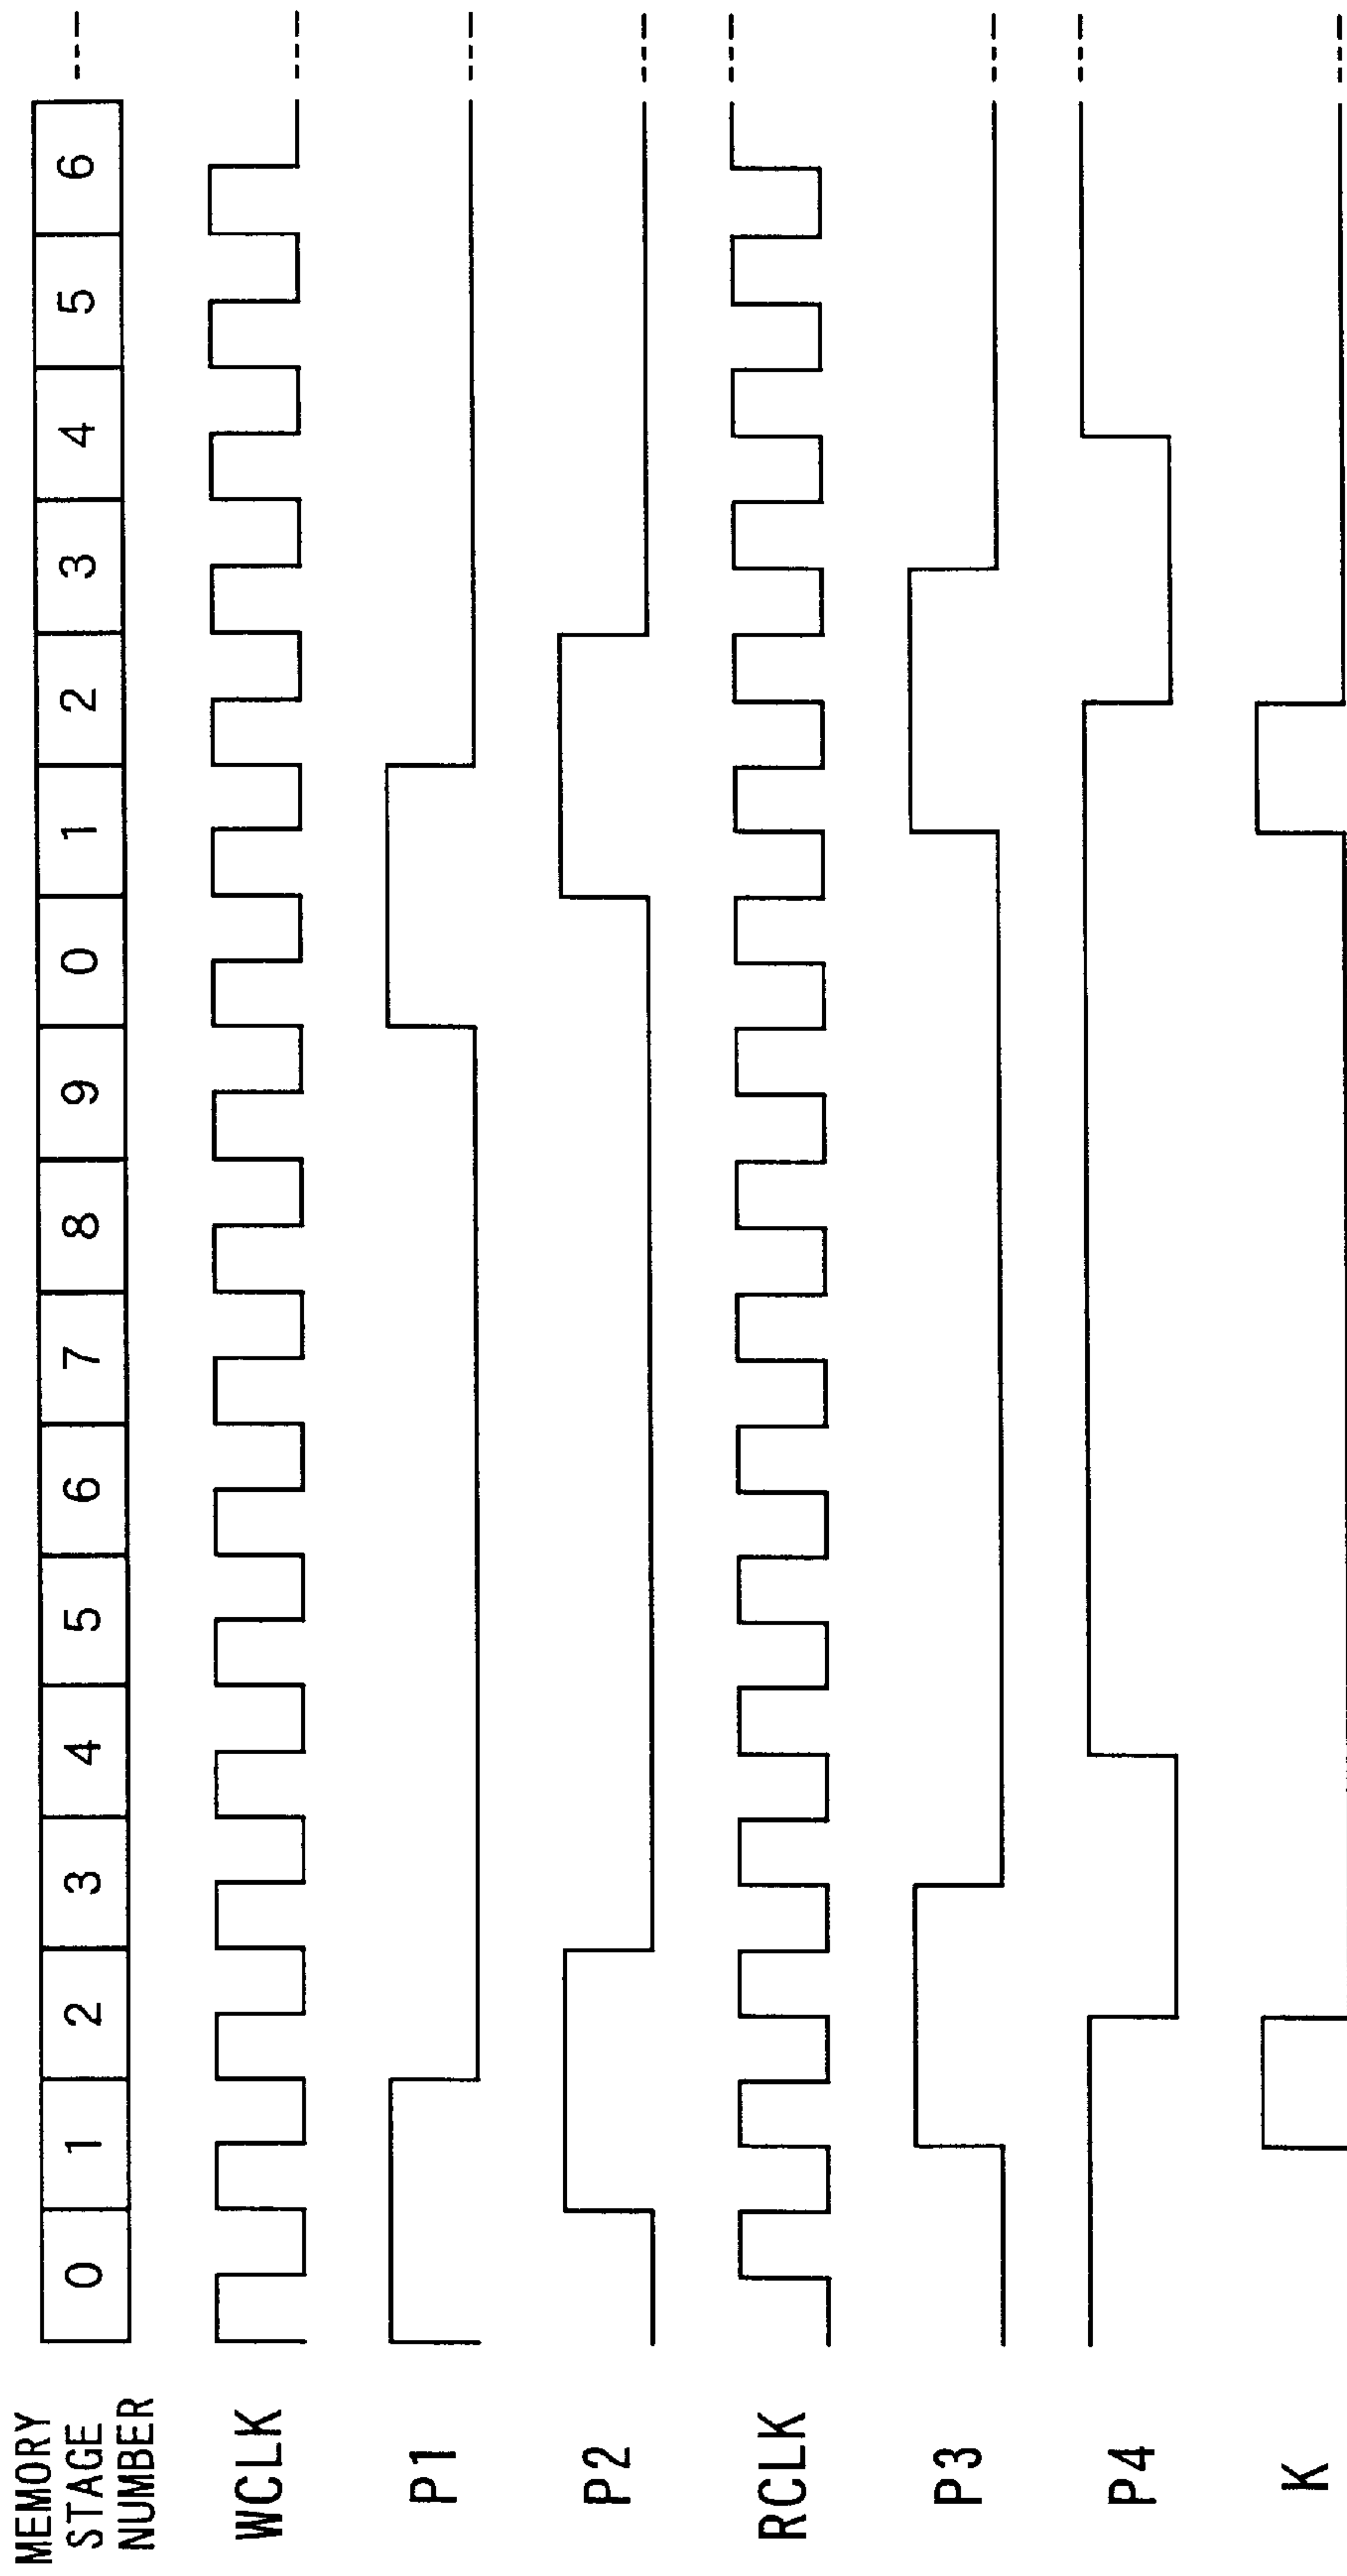 MEMORY
STAGE
NUMBER
0 1 2 3 4 5 6 7 8 9 0 1 2 3 4 5 6
WCLK
P1
P2
RCLK
P3
P4
K